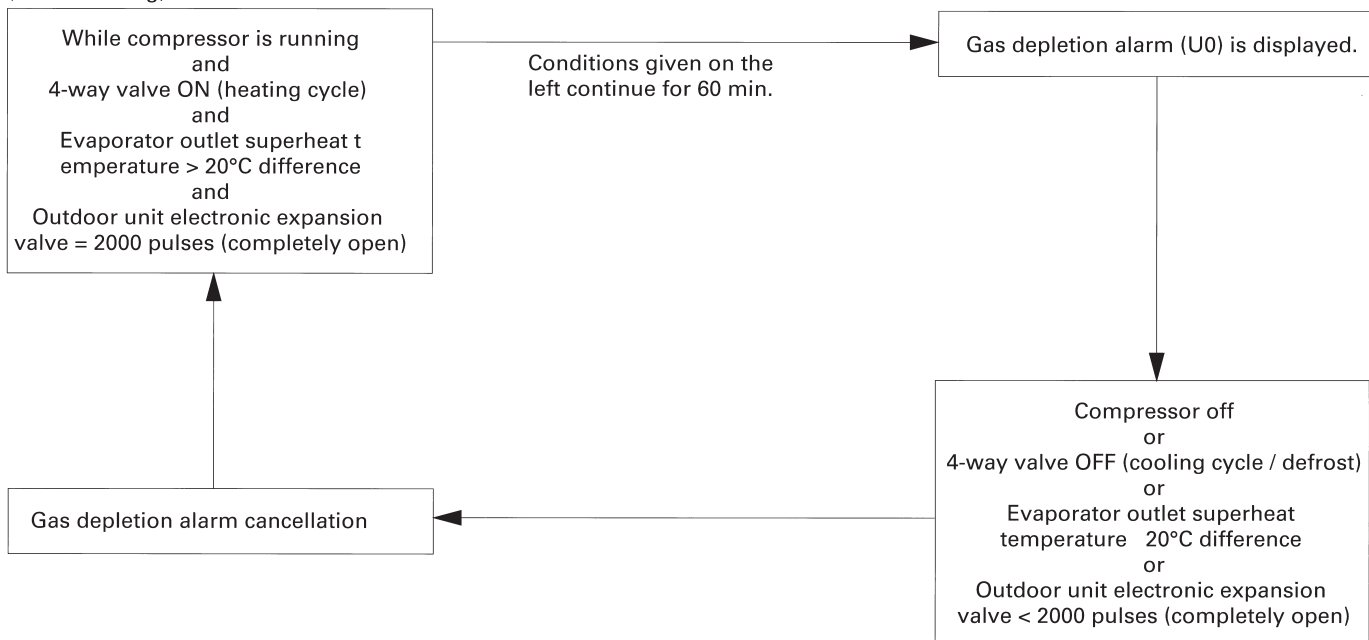 While compressor is running
and
4-way valve ON (heating cycle)
and
Evaporator outlet superheat t
emperature > 20°C difference
and
Outdoor unit electronic expansion
valve = 2000 pulses (completely open)
Conditions given on the
left continue for 60 min.
Gas depletion alarm (U0) is displayed.
Compressor off
or
4-way valve OFF (cooling cycle / defrost)
or
Evaporator outlet superheat
temperature 20°C difference
or
Outdoor unit electronic expansion
valve < 2000 pulses (completely open)
Gas depletion alarm cancellation